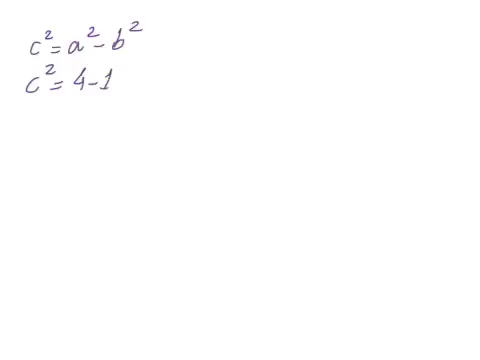 c² = a² - b²
c² = 4 - 1